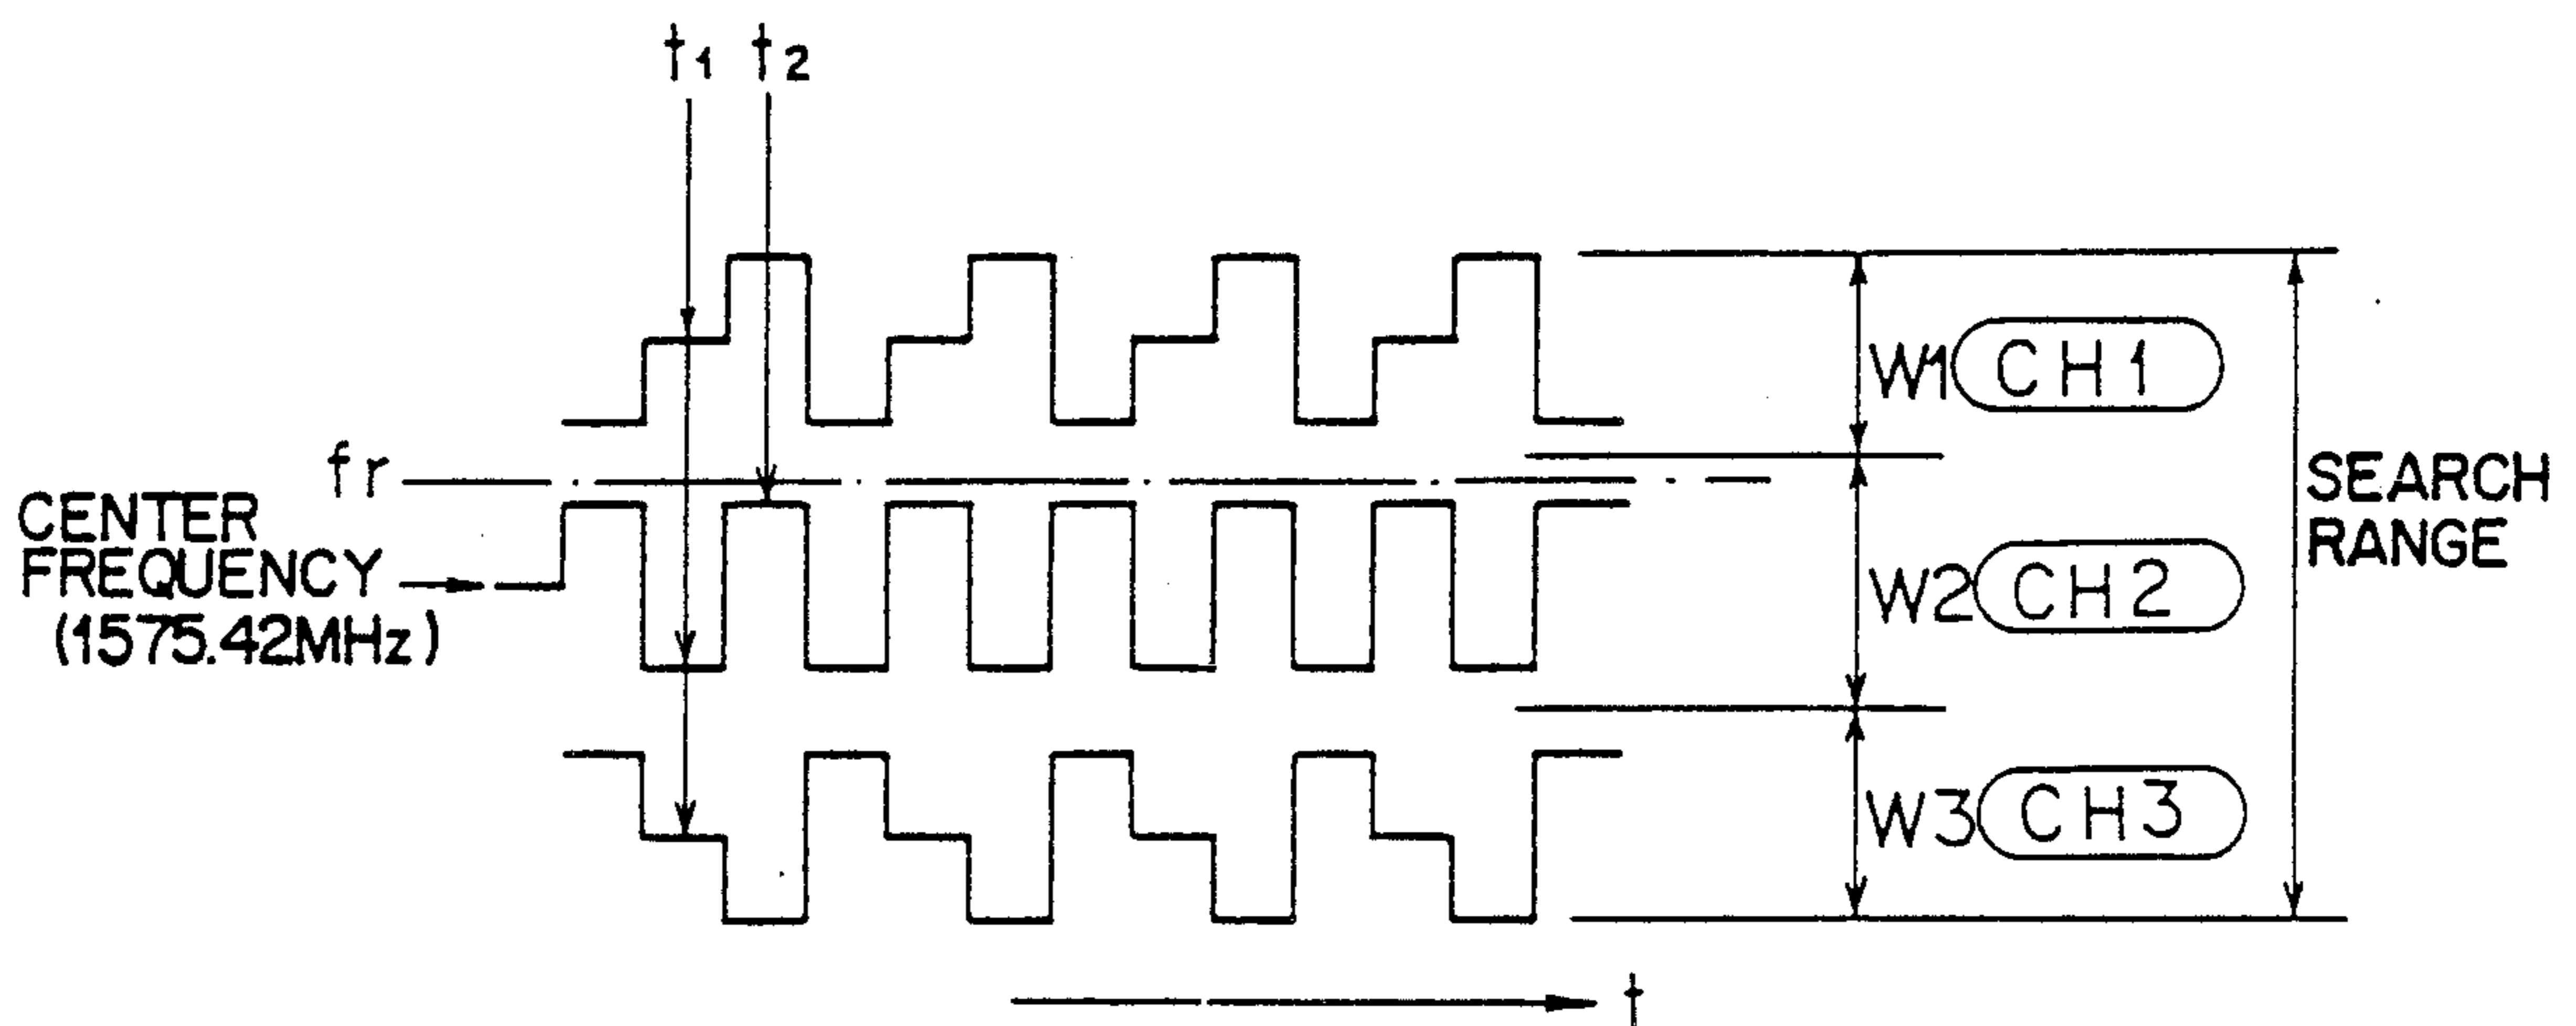 t1 t2
fr
CENTER
FREQUENCY
(1575.42MHz)
W1 CH1
W2 CH2
W3 CH3
SEARCH
RANGE
t